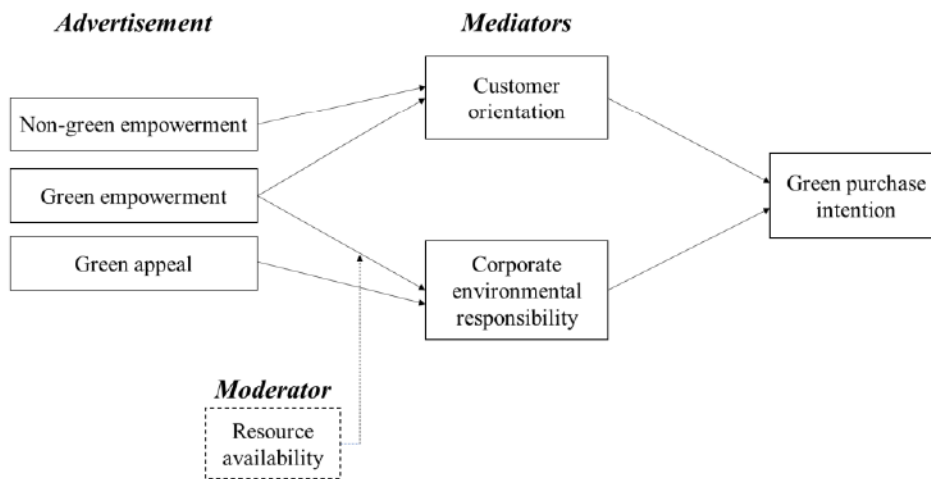 Advertisement
Mediators
Non-green empowerment
Green empowerment
Green appeal
Customer
orientation
Corporate
environmental
responsibility
Green purchase
intention
Moderator
Resource
availability